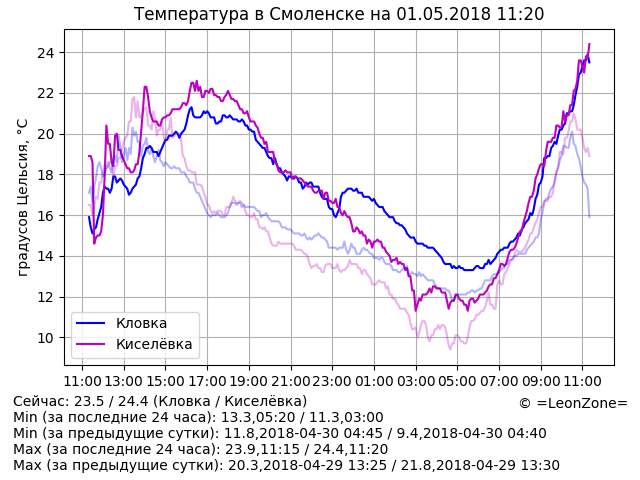 Температура в Смоленске на 01.05.2018 11:20
градусов Цельсия, °C
24
22
20
18
16
14
12
10
Кловка
Киселёвка
11:00 13:00 15:00 17:00 19:00 21:00 23:00 01:00 03:00 05:00 07:00 09:00 11:00
Сейчас: 23.5 / 24.4 (Кловка / Киселёвка)
© =LeonZone=
Min (за последние 24 часа): 13.3,05:20 / 11.3,03:00
Min (за предыдущие сутки): 11.8,2018-04-30 04:45 / 9.4,2018-04-30 04:40
Max (за последние 24 часа): 23.9,11:15 / 24.4,11:20
Max (за предыдущие сутки): 20.3,2018-04-29 13:25 / 21.8,2018-04-29 13:30